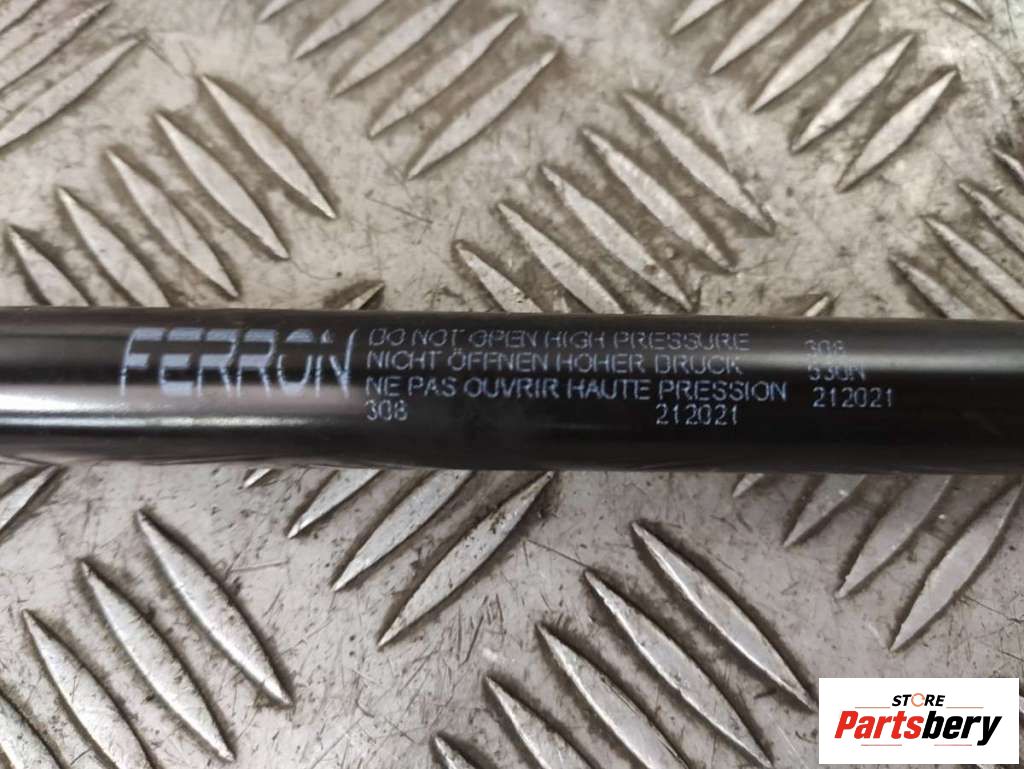 FERRON
DO NOT OPEN HIGH PRESSURE
NICHT ÖFFNEN HOHER DRUCK
NE PAS OUVRIR HAUTE PRESSION
308 212021
308
530N
212021
STORE
Partsbery